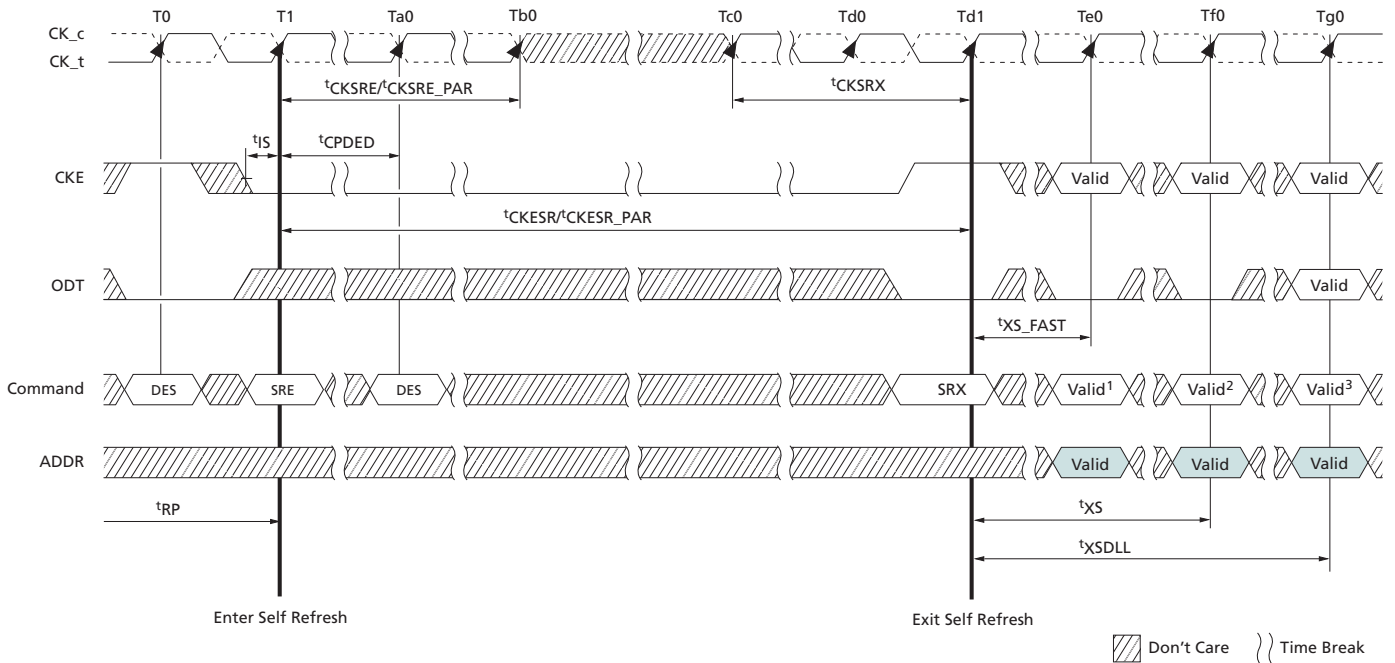 T0 T1 Ta0 Tb0 Tc0 Td0 Td1 Te0 Tf0 Tg0
CK_c
CK_t
tCKSRE/tCKSRE_PAR tCKSRX
tIS tCPDED
CKE Valid Valid Valid
tCKESR/tCKESR_PAR
ODT Valid
tXS_FAST
Command DES SRE DES SRX Valid1 Valid2 Valid3
ADDR Valid Valid Valid
tRP tXS
tXSDLL
Enter Self Refresh Exit Self Refresh
Don't Care Time Break